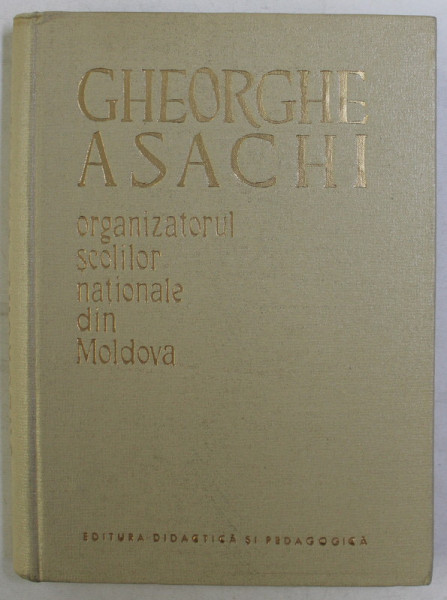 GHEORGHE
ASACHI
organizatorul
școlilor
naționale
din
Moldova
EDITURA DIDACTICĂ ȘI PEDAGOGICĂ